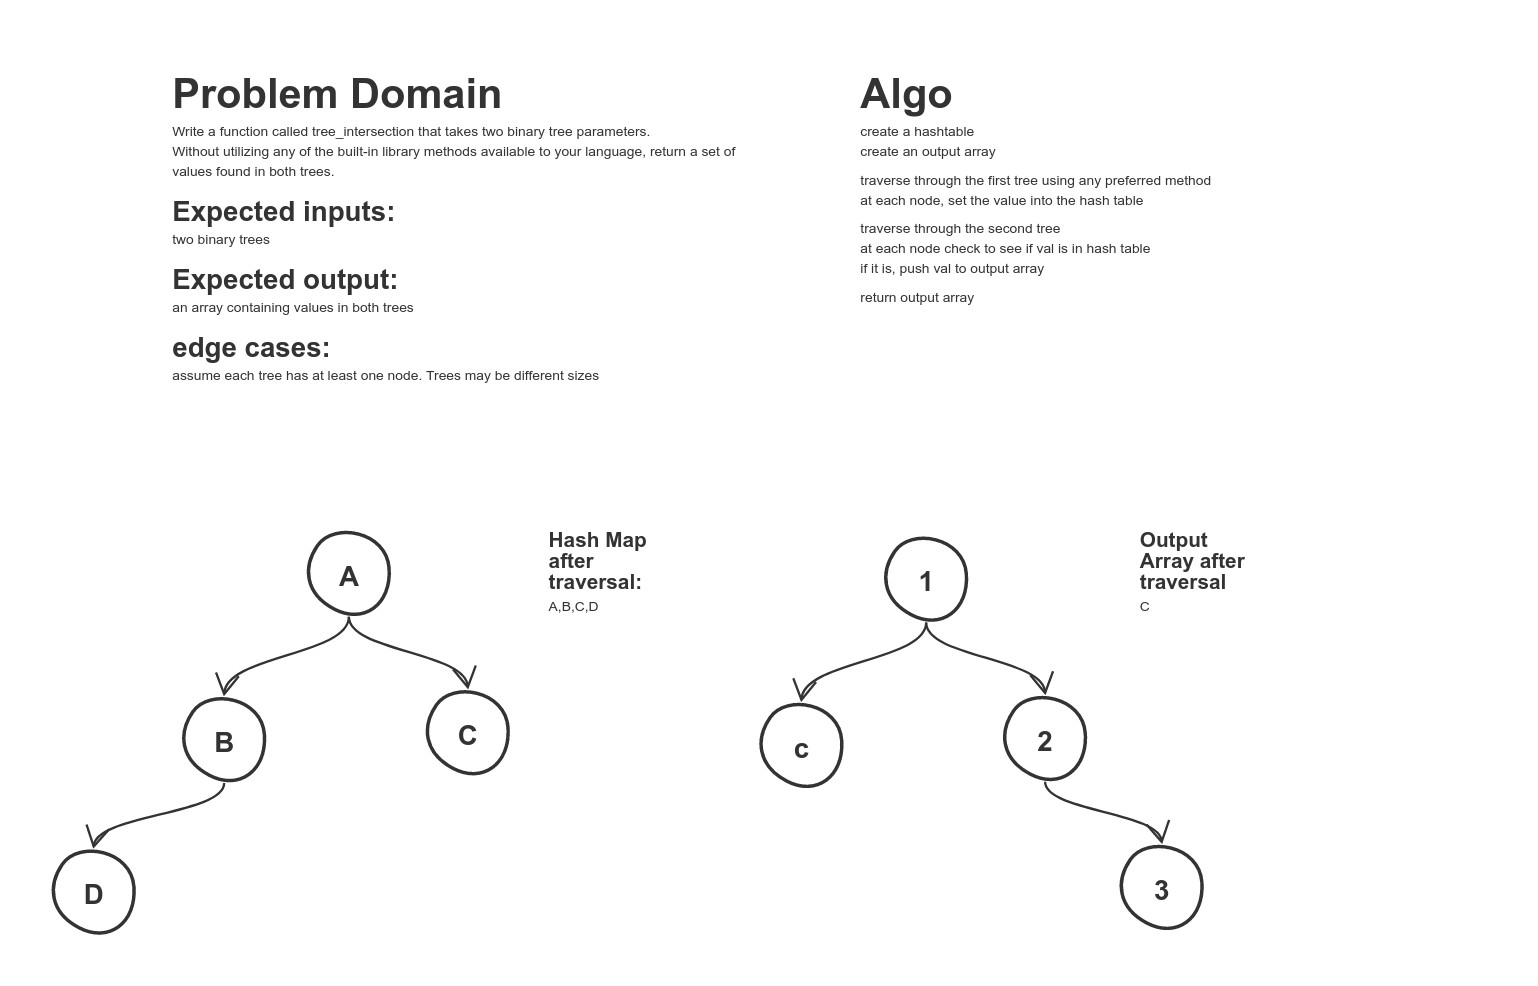 Problem Domain
Write a function called tree_intersection that takes two binary tree parameters.
Without utilizing any of the built-in library methods available to your language, return a set of
values found in both trees.
Expected inputs:
two binary trees
Expected output:
an array containing values in both trees
edge cases:
assume each tree has at least one node. Trees may be different sizes
Algo
create a hashtable
create an output array
traverse through the first tree using any preferred method
at each node, set the value into the hash table
traverse through the second tree
at each node check to see if val is in hash table
if it is, push val to output array
return output array
A
B
C
D
Hash Map
after
traversal:
A,B,C,D
1
c
2
3
Output
Array after
traversal
C